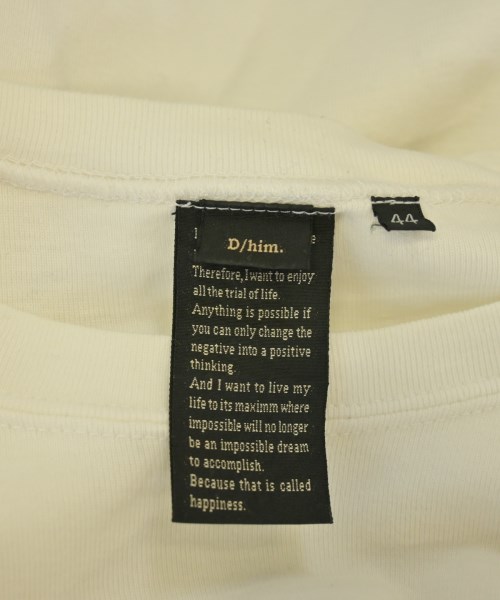 D/him.
44
Therefore, I want to enjoy
all the trial of life.
Anything is possible if
you can only change the
negative into a positive
thinking.
And I want to live my
life to its maximm where
impossible will no longer
be an impossible dream
to accomplish.
Because that is called
happiness.